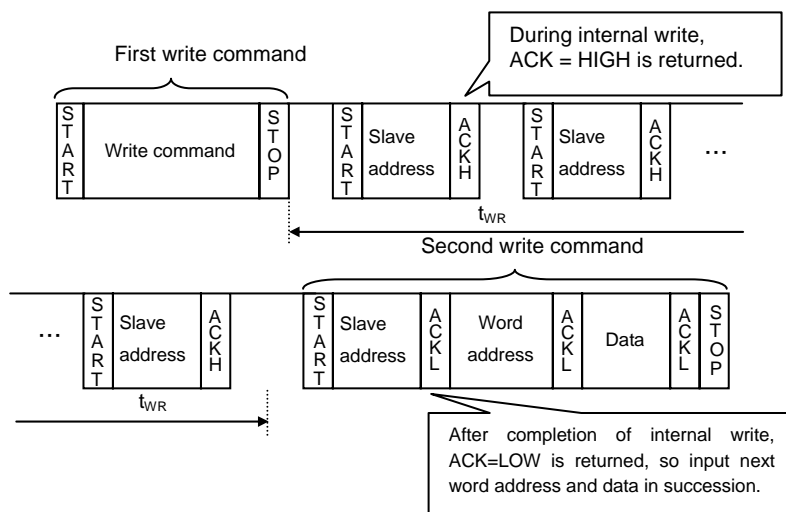 During internal write,
ACK = HIGH is returned.
First write command
START
Write command
STOP
START
Slave
address
ACKH
START
Slave
address
ACKH
...
tWR
Second write command
...
START
Slave
address
ACKH
START
Slave
address
ACKL
Word
address
ACKL
Data
ACKL
STOP
tWR
After completion of internal write,
ACK=LOW is returned, so input next
word address and data in succession.